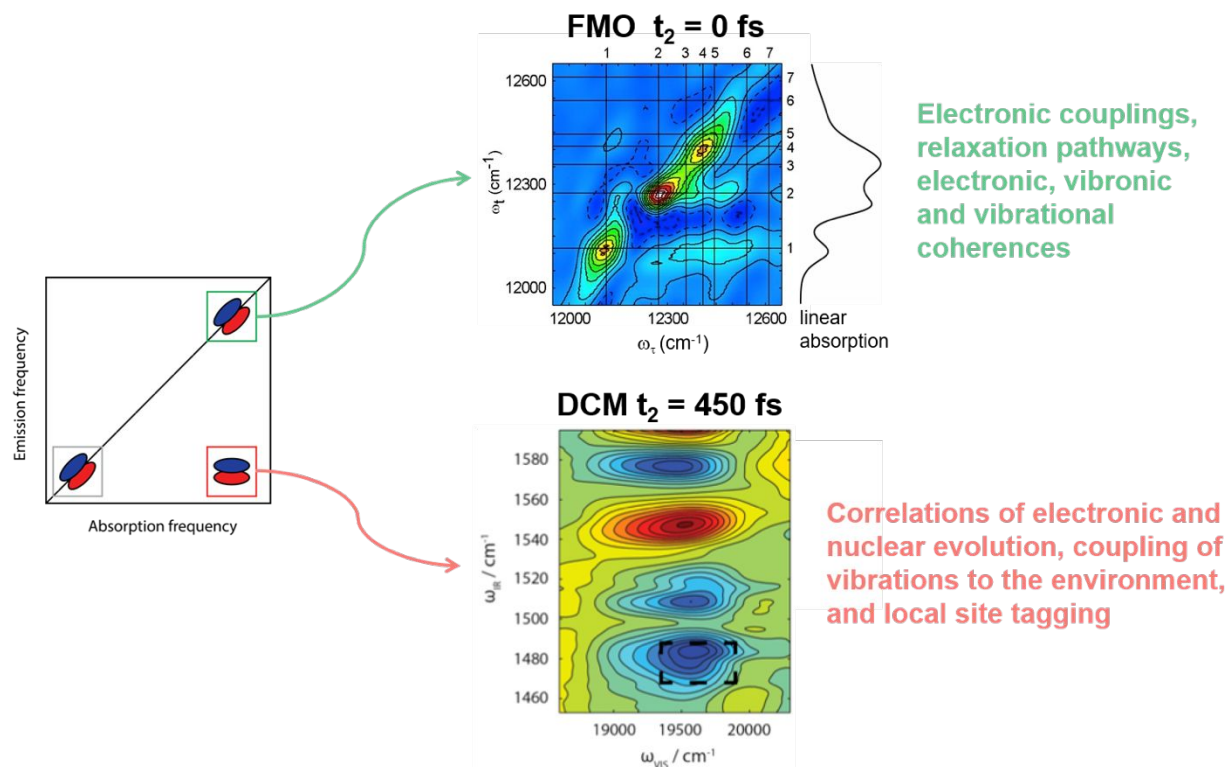 FMO t₂ = 0 fs
1 2 3 4 5 6 7
12600
12300
12000
ωt (cm⁻¹)
7
6
5
4
3
2
1
12000 12300 12600
ωτ (cm⁻¹)
linear
absorption
Electronic couplings,
relaxation pathways,
electronic, vibronic
and vibrational
coherences
Emission frequency
Absorption frequency
DCM t₂ = 450 fs
1580
1560
1540
1520
1500
1480
1460
ω_IR / cm⁻¹
19000 19500 20000
ω_VIS / cm⁻¹
Correlations of electronic and
nuclear evolution, coupling of
vibrations to the environment,
and local site tagging